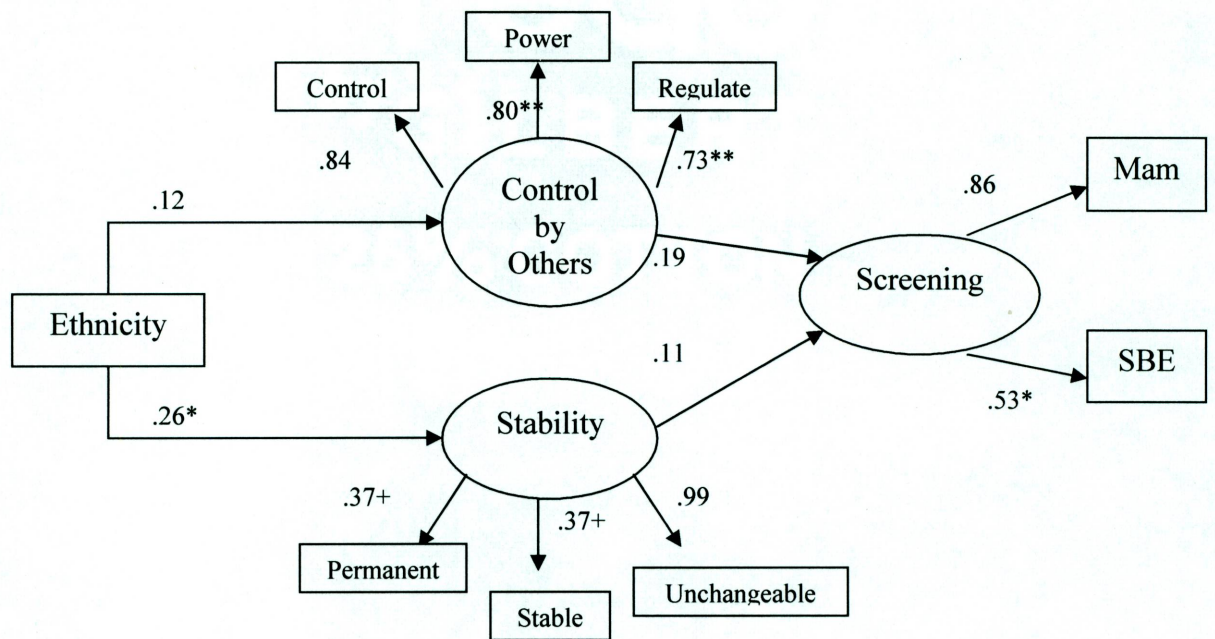 Power
Control
Regulate
.80**
.84
.73**
Control
by
Others
.12
.19
.86
Mam
Screening
Ethnicity
SBE
.53*
.11
.26*
Stability
.37+
.37+
.99
Permanent
Stable
Unchangeable